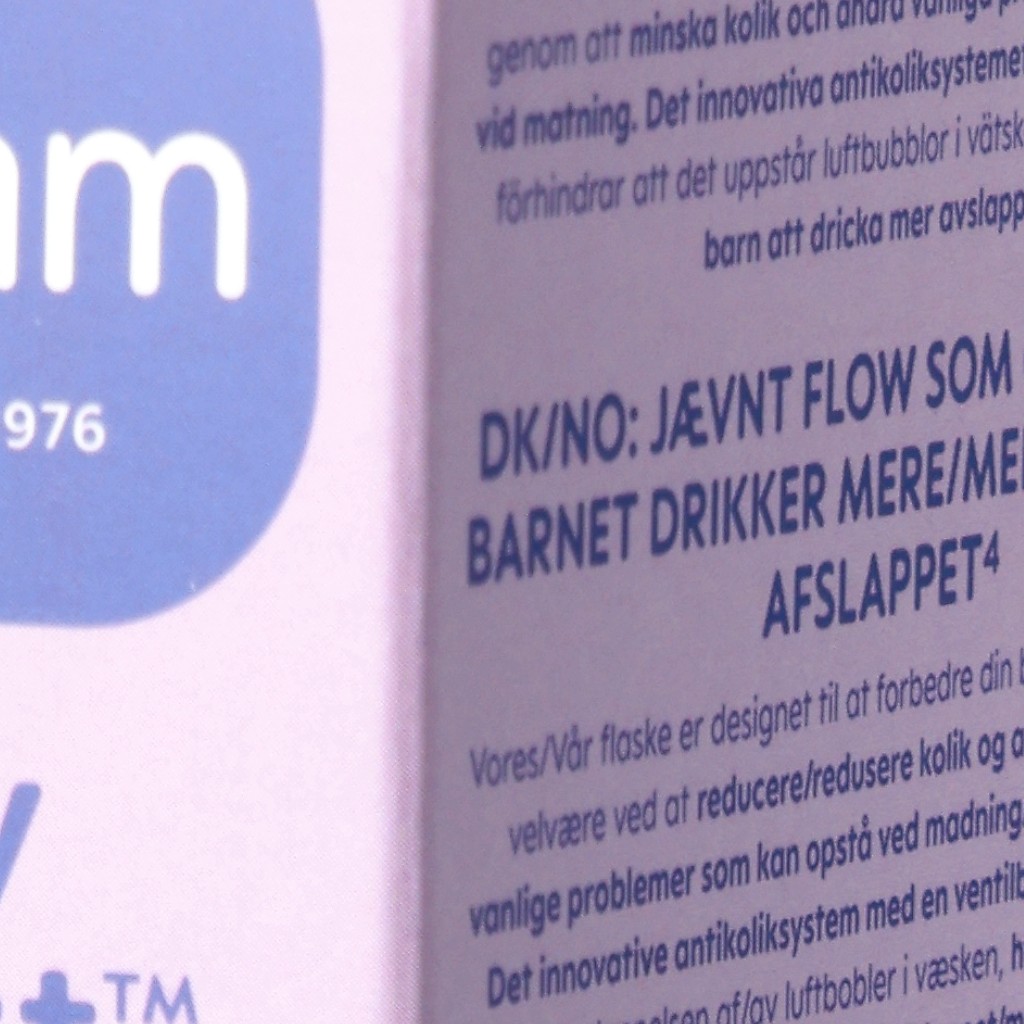 m
976
TM
genom att minska kolik och andra
vid matning. Det innovativa antikoliksysteme
förhindrar att det uppstår luftbubblor i vätsk
barn att dricka mer avslapp
DK/NO: JÆVNT FLOW SOM
BARNET DRIKKER MERE/ME
AFSLAPPET⁴
Vores/Vår flaske er designet til at forbedre din
velvære ved at reducere/redusere kolik og
vanlige problemer som kan opstå ved madning.
Det innovative antikoliksystem med en ventil
af/av luftbobler i væsken,